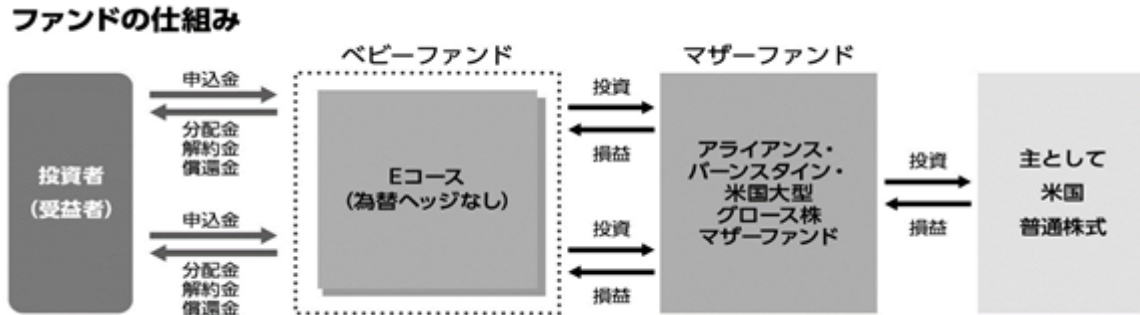 ファンドの仕組み
ベビーファンド
マザーファンド
投資者
(受益者)
申込金
分配金
解約金
償還金
申込金
分配金
解約金
償還金
Eコース
(為替ヘッジなし)
投資
損益
投資
損益
アライアンス・
バーンスタイン・
米国大型
グロース株
マザーファンド
投資
損益
主として
米国
普通株式